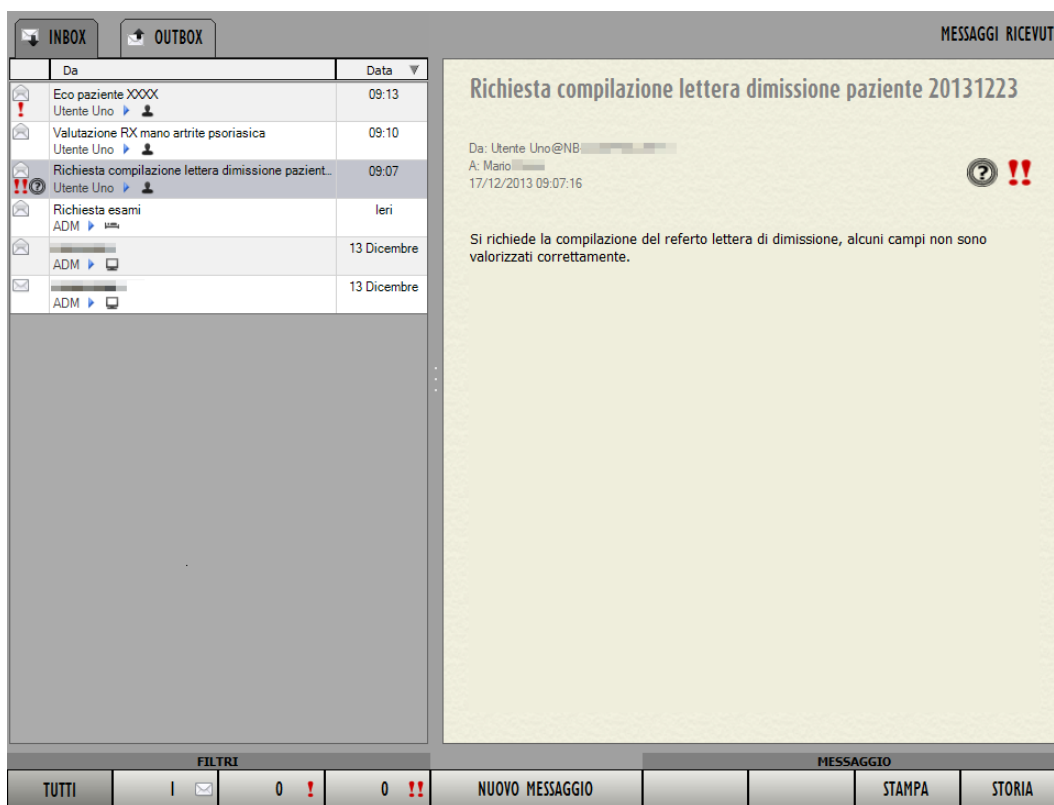 INBOX
OUTBOX
MESSAGGI RICEVUT
Da
Data
Eco paziente XXXX
09:13
Utente Uno
Valutazione RX mano artrite psoriasica
09:10
Utente Uno
Richiesta compilazione lettera dimissione pazient...
09:07
Utente Uno
Richiesta esami
Ieri
ADM
13 Dicembre
ADM
13 Dicembre
ADM
Richiesta compilazione lettera dimissione paziente 20131223
Da: Utente Uno@NB-
A: Mario
17/12/2013 09:07:16
Si richiede la compilazione del referto lettera di dimissione, alcuni campi non sono
valorizzati correttamente.
FILTRI
MESSAGGIO
TUTTI
1
0
0
NUOVO MESSAGGIO
STAMPA
STORIA